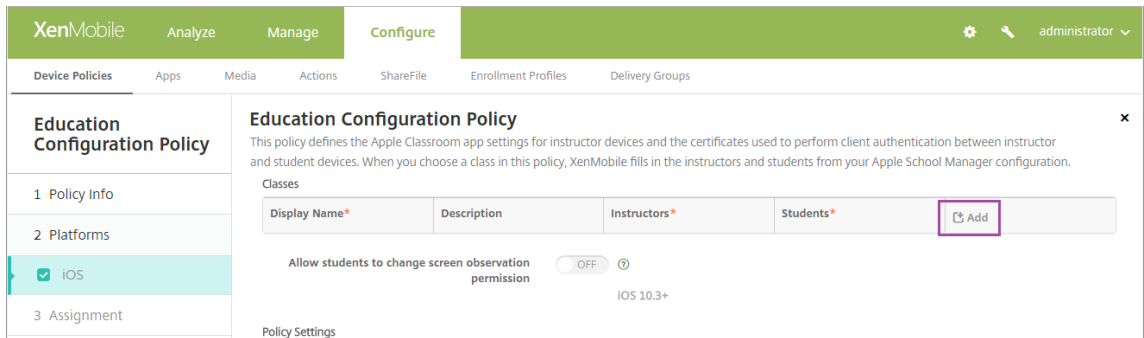 XenMobile Analyze Manage Configure administrator
Device Policies Apps Media Actions ShareFile Enrollment Profiles Delivery Groups
Education
Configuration Policy
1 Policy Info
2 Platforms
iOS
3 Assignment
Education Configuration Policy
This policy defines the Apple Classroom app settings for instructor devices and the certificates used to perform client authentication between instructor
and student devices. When you choose a class in this policy, XenMobile fills in the instructors and students from your Apple School Manager configuration.
Classes
Display Name* Description Instructors* Students* Add
Allow students to change screen observation
permission
OFF ?
iOS 10.3+
Policy Settings